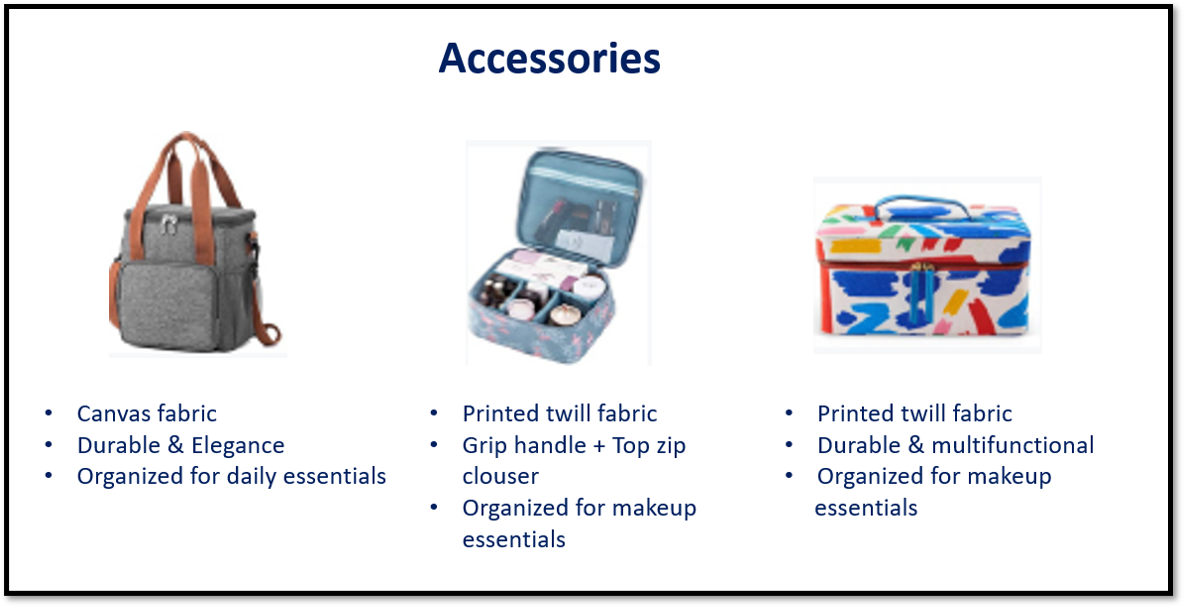 Accessories
• Canvas fabric
• Durable & Elegance
• Organized for daily essentials
• Printed twill fabric
• Grip handle + Top zip
clouser
• Organized for makeup
essentials
• Printed twill fabric
• Durable & multifunctional
• Organized for makeup
essentials